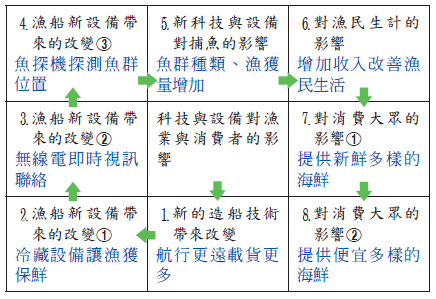 4.漁船新設備帶
來的改變③
魚探機探測魚群
位置
5.新科技與設備
對捕魚的影響
魚群種類、漁獲
量增加
6.對漁民生計的
影響
增加收入改善漁
民生活
3.漁船新設備帶
來的改變②
無線電即時視訊
聯絡
科技與設備對漁
業與消費者的影
響
7.對消費大眾的
影響①
提供新鮮多樣的
海鮮
2.漁船新設備帶
來的改變①
冷藏設備讓漁獲
保鮮
1.新的造船技術
帶來改變
航行更遠載貨更
多
8.對消費大眾的
影響②
提供便宜多樣的
海鮮